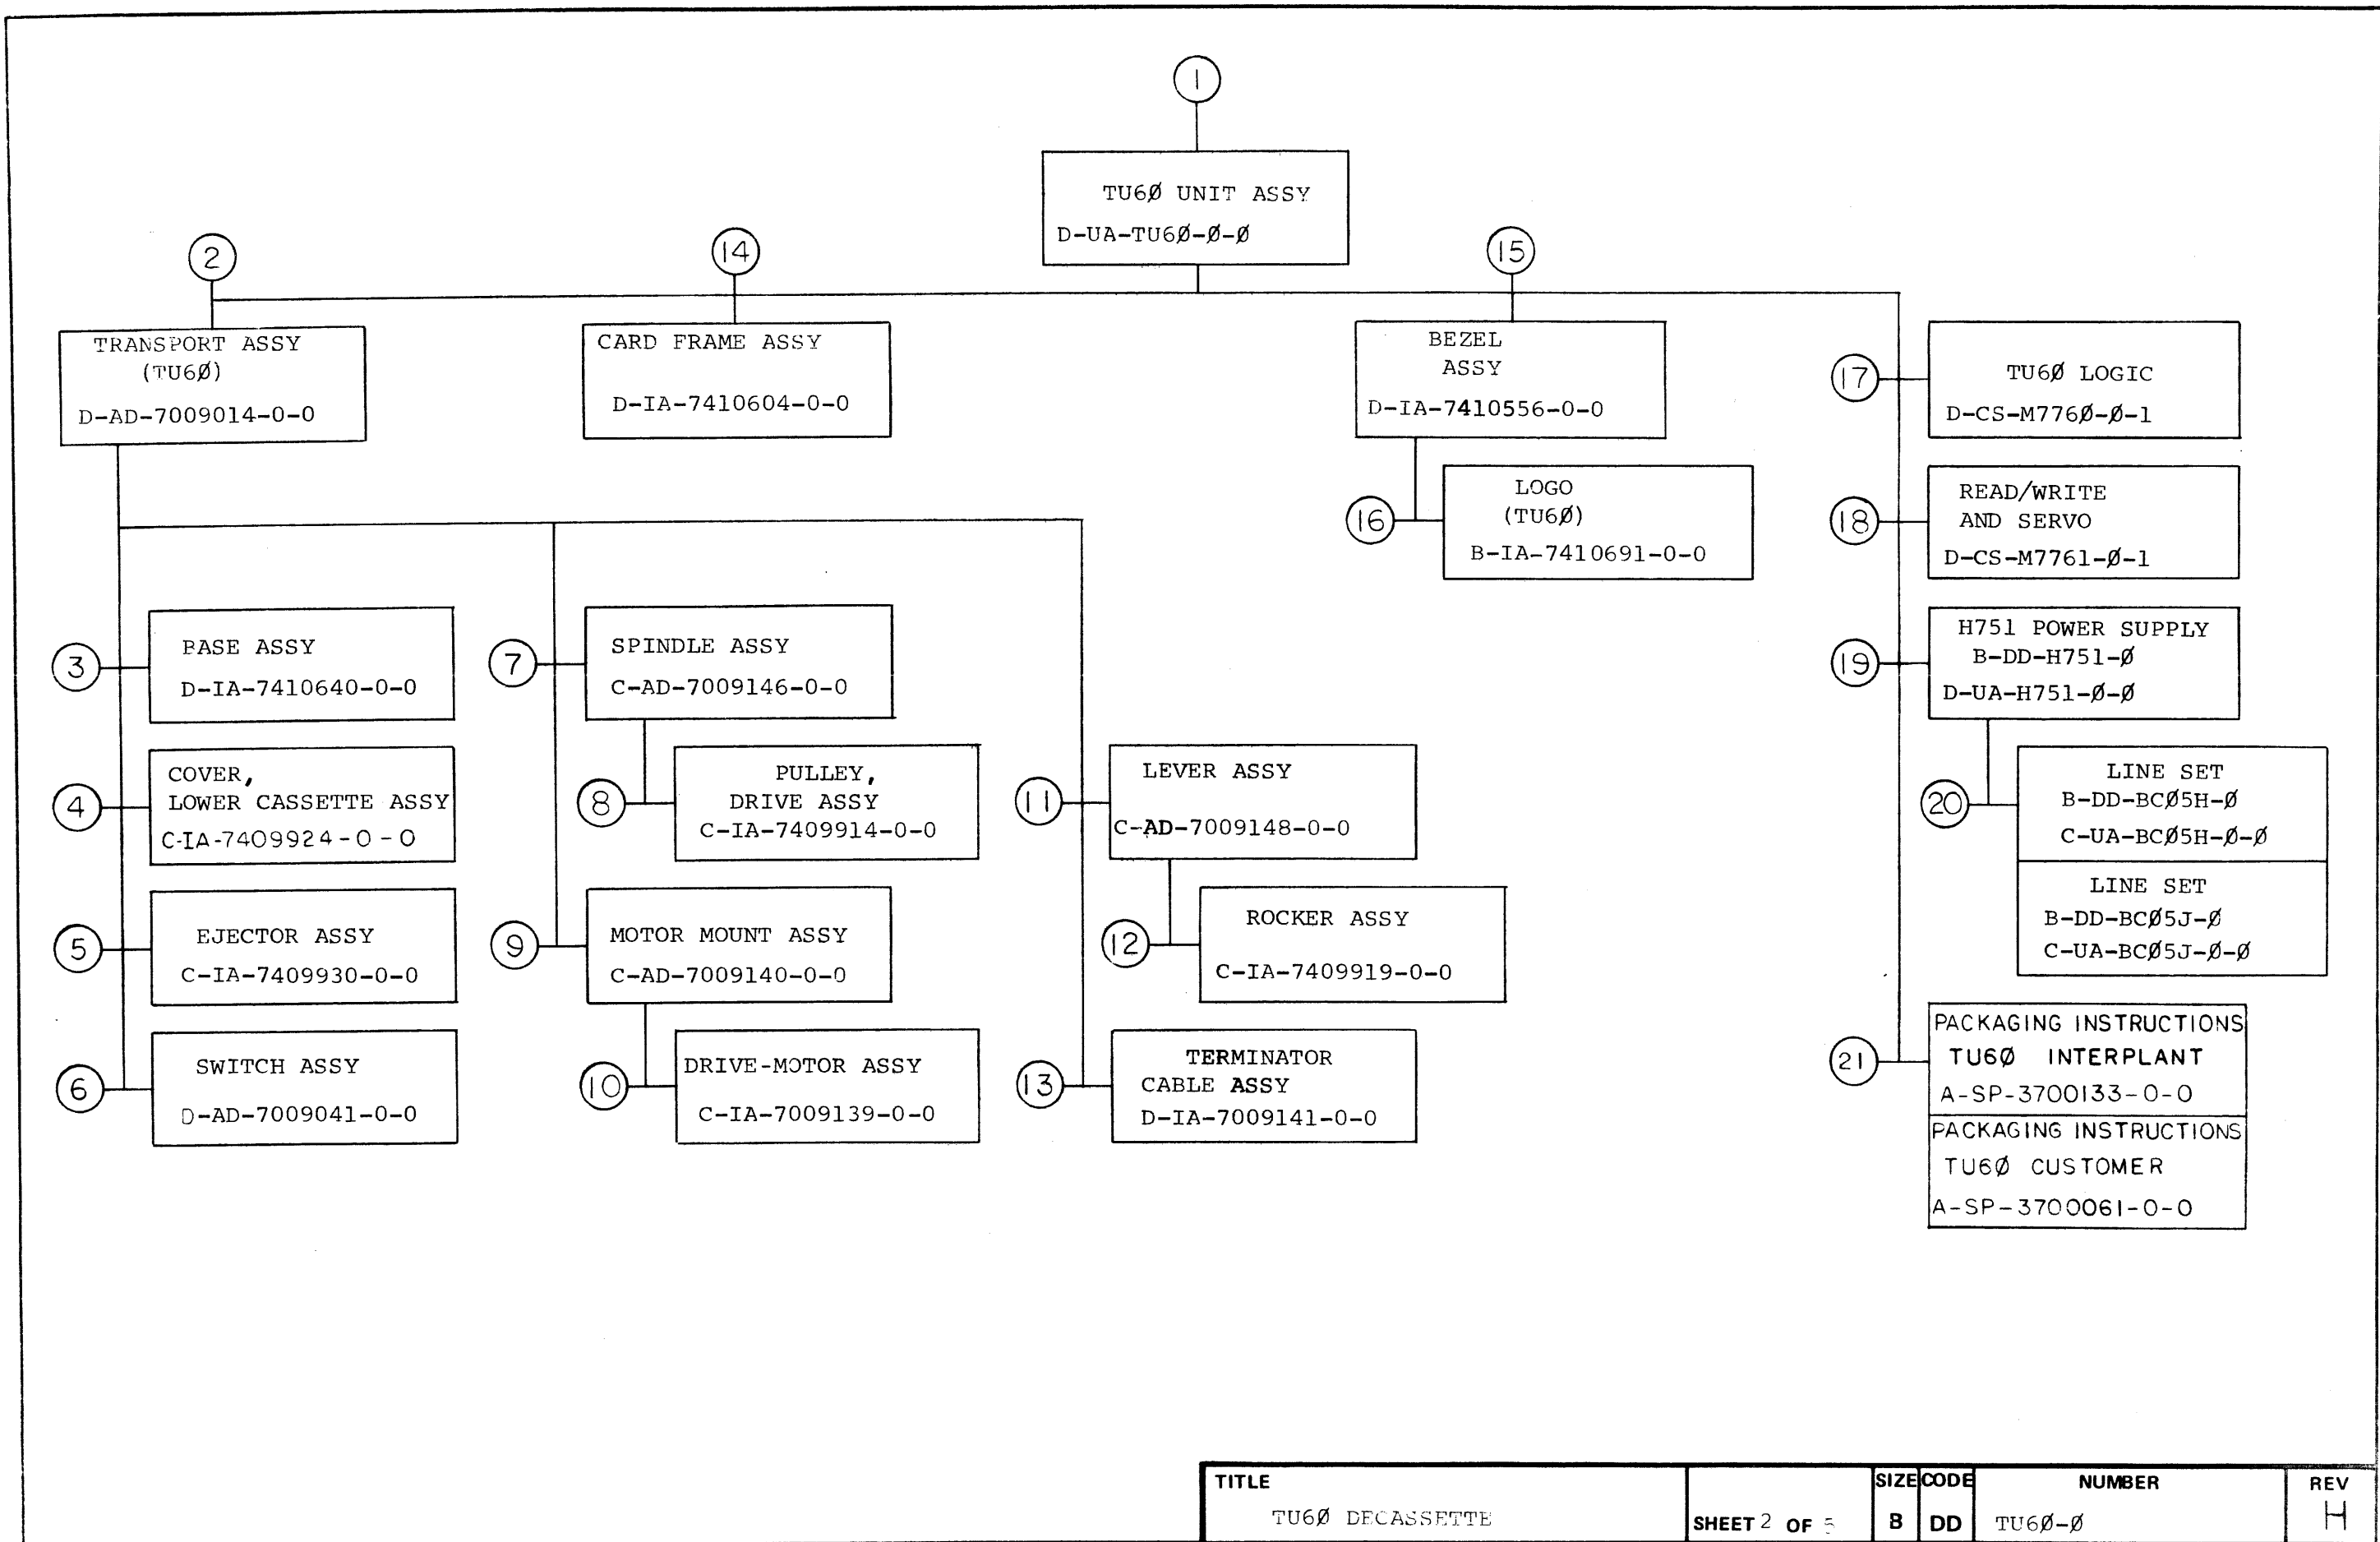 1
TU6Ø UNIT ASSY
D-UA-TU6Ø-Ø-Ø
2
TRANSPORT ASSY
(TU6Ø)
D-AD-7009014-0-0
14
CARD FRAME ASSY
D-IA-7410604-0-0
15
BEZEL
ASSY
D-IA-7410556-0-0
16
LOGO
(TU6Ø)
B-IA-7410691-0-0
3
BASE ASSY
D-IA-7410640-0-0
4
COVER,
LOWER CASSETTE ASSY
C-IA-7409924-0-0
5
EJECTOR ASSY
C-IA-7409930-0-0
6
SWITCH ASSY
D-AD-7009041-0-0
7
SPINDLE ASSY
C-AD-7009146-0-0
8
PULLEY,
DRIVE ASSY
C-IA-7409914-0-0
9
MOTOR MOUNT ASSY
C-AD-7009140-0-0
10
DRIVE-MOTOR ASSY
C-IA-7009139-0-0
11
LEVER ASSY
C-AD-7009148-0-0
12
ROCKER ASSY
C-IA-7409919-0-0
13
TERMINATOR
CABLE ASSY
D-IA-7009141-0-0
17
TU6Ø LOGIC
D-CS-M776Ø-Ø-1
18
READ/WRITE
AND SERVO
D-CS-M7761-Ø-1
19
H751 POWER SUPPLY
B-DD-H751-Ø
D-UA-H751-Ø-Ø
20
LINE SET
B-DD-BCØ5H-Ø
C-UA-BCØ5H-Ø-Ø
LINE SET
B-DD-BCØ5J-Ø
C-UA-BCØ5J-Ø-Ø
21
PACKAGING INSTRUCTIONS
TU6Ø INTERPLANT
A-SP-3700133-0-0
PACKAGING INSTRUCTIONS
TU6Ø CUSTOMER
A-SP-3700061-0-0
TITLE
TU6Ø DECASSETTE
SHEET 2 OF 5
SIZE
B
CODE
DD
NUMBER
TU6Ø-Ø
REV
H